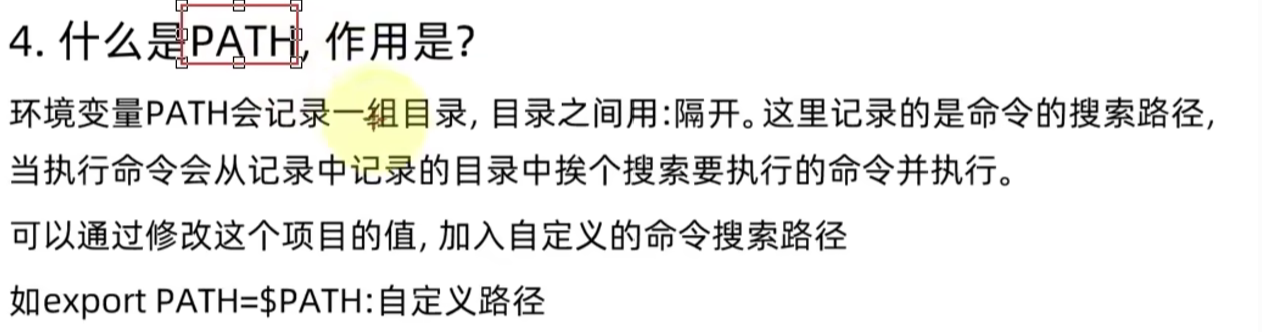 4. 什么是PATH, 作用是?
环境变量PATH会记录一组目录, 目录之间用:隔开。这里记录的是命令的搜索路径,
当执行命令会从记录中记录的目录中挨个搜索要执行的命令并执行。
可以通过修改这个项目的值, 加入自定义的命令搜索路径
如export PATH=$PATH:自定义路径